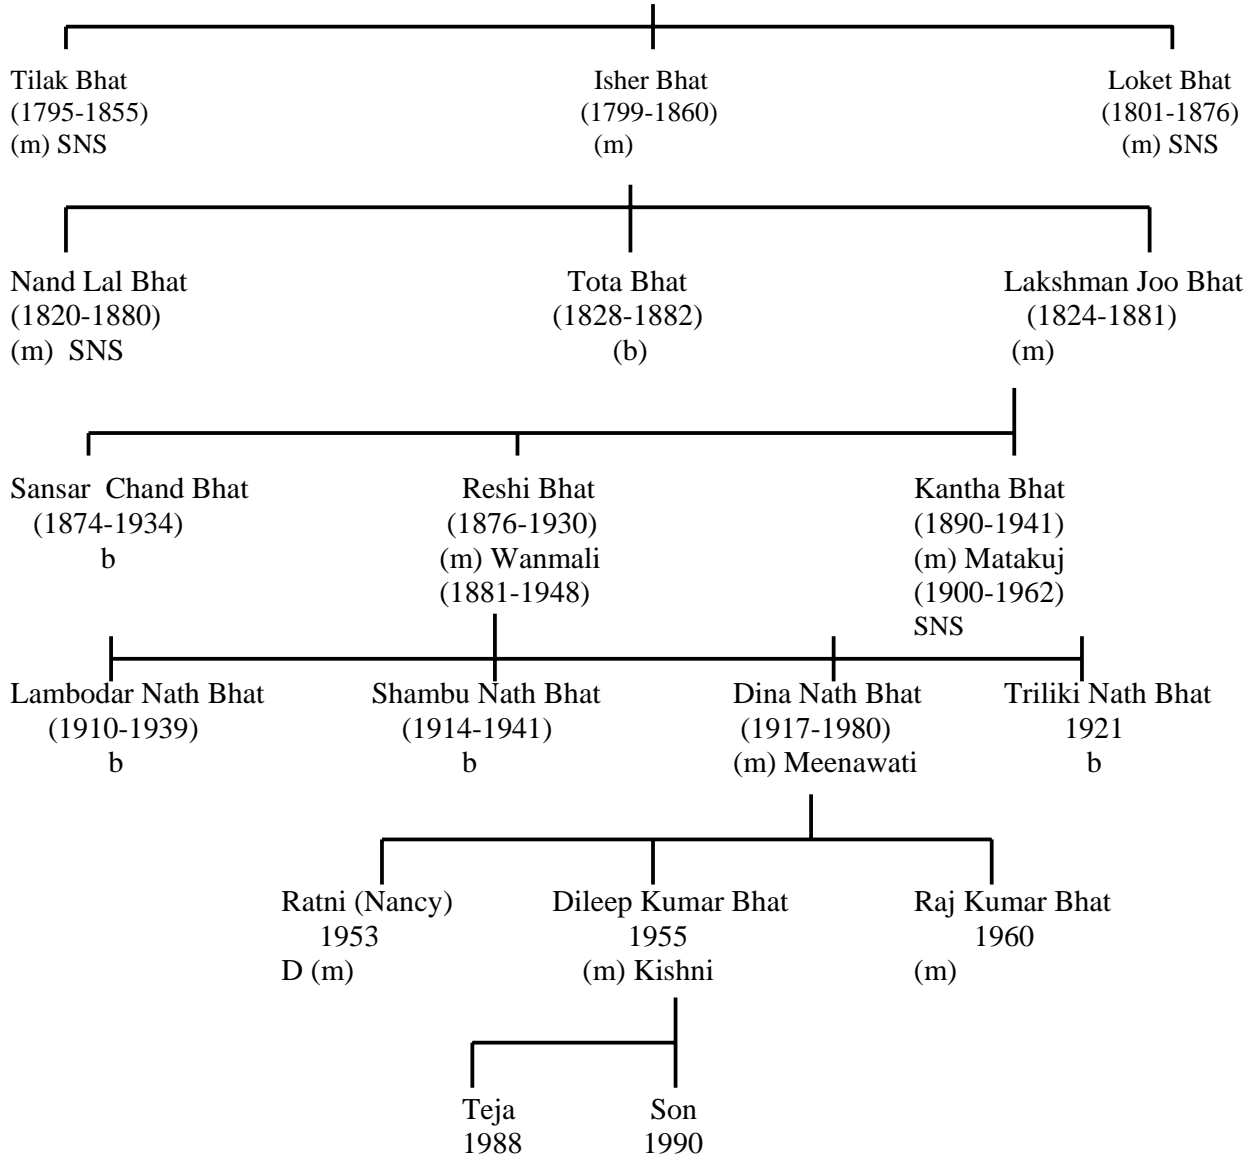 Tilak Bhat Isher Bhat Loket Bhat
(1795-1855) (1799-1860) (1801-1876)
(m) SNS (m) (m) SNS
Nand Lal Bhat Tota Bhat Lakshman Joo Bhat
(1820-1880) (1828-1882) (1824-1881)
(m) SNS (b) (m)
Sansar Chand Bhat Reshi Bhat Kantha Bhat
(1874-1934) (1876-1930) (1890-1941)
b (m) Wanmali (m) Matakuj
(1881-1948) (1900-1962)
SNS
Lambodar Nath Bhat Shambu Nath Bhat Dina Nath Bhat Triliki Nath Bhat
(1910-1939) (1914-1941) (1917-1980) 1921
b b (m) Meenawati b
Ratni (Nancy) Dileep Kumar Bhat Raj Kumar Bhat
1953 1955 1960
D (m) (m) Kishni (m)
Teja Son
1988 1990